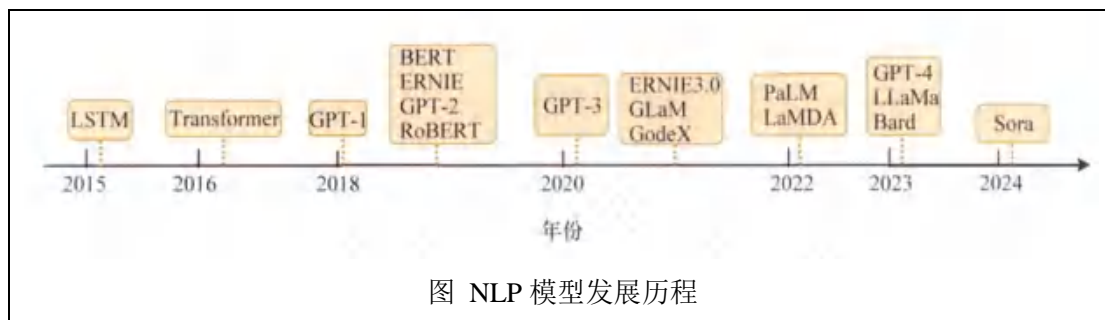 LSTM
Transformer
GPT-1
BERT
ERNIE
GPT-2
RoBERT
GPT-3
ERNIE3.0
GLaM
GodeX
PaLM
LaMDA
GPT-4
LLaMa
Bard
Sora
2015 2016 2018 2020 2022 2023 2024
年份
图 NLP 模型发展历程